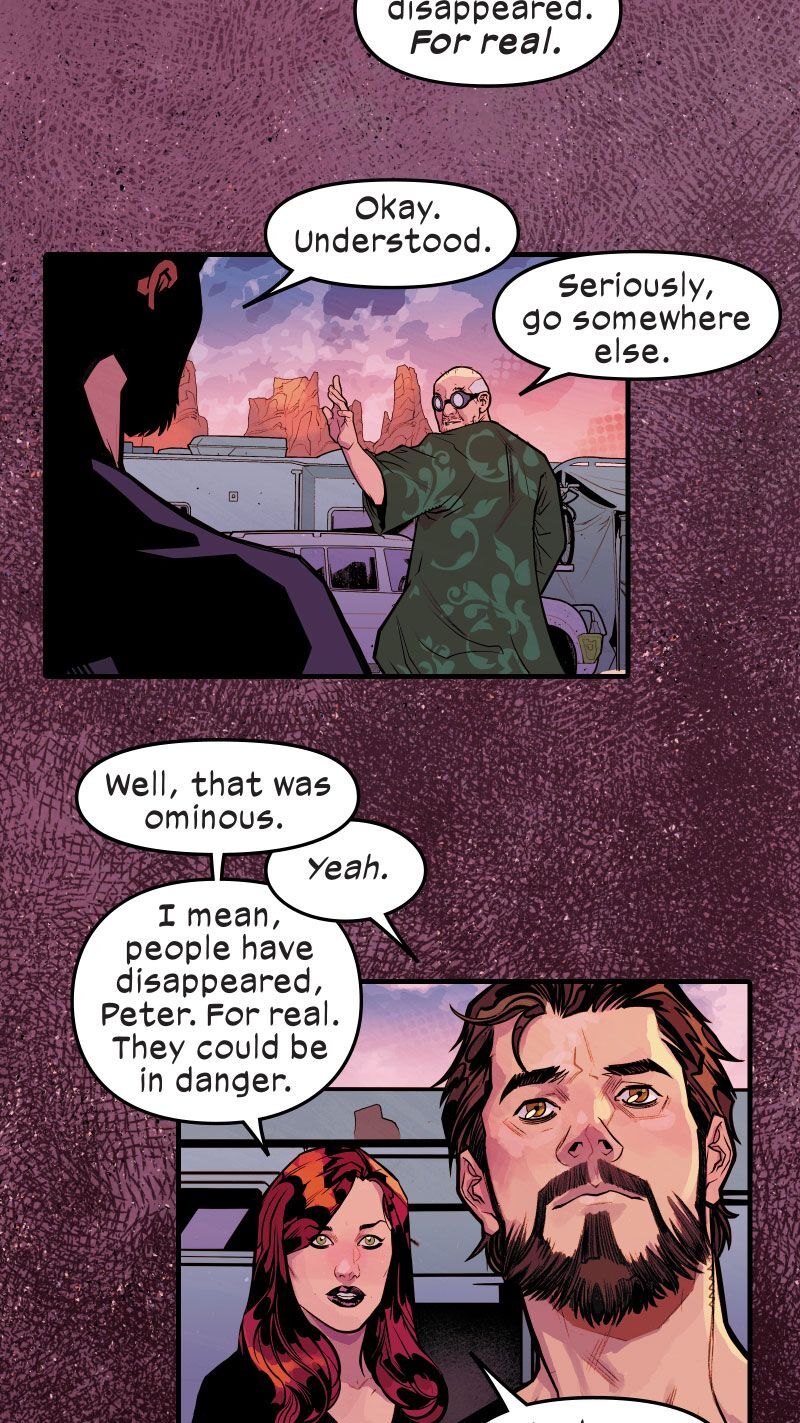 disappeared.
For real.
Okay.
Understood.
Seriously,
go somewhere
else.
Well, that was
ominous.
Yeah.
I mean,
people have
disappeared,
Peter. For real.
They could be
in danger.